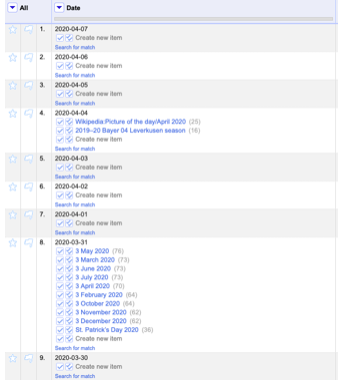 All Date
1. 2020-04-07
Create new item
Search for match
2. 2020-04-06
Create new item
Search for match
3. 2020-04-05
Create new item
Search for match
4. 2020-04-04
Wikipedia:Picture of the day/April 2020 (25)
2019–20 Bayer 04 Leverkusen season (16)
Create new item
Search for match
5. 2020-04-03
Create new item
Search for match
6. 2020-04-02
Create new item
Search for match
7. 2020-04-01
Create new item
Search for match
8. 2020-03-31
3 May 2020 (76)
3 March 2020 (73)
3 June 2020 (73)
3 July 2020 (73)
3 April 2020 (70)
3 February 2020 (64)
3 October 2020 (64)
3 November 2020 (62)
3 December 2020 (62)
St. Patrick's Day 2020 (36)
Create new item
Search for match
9. 2020-03-30
Create new item
Search for match